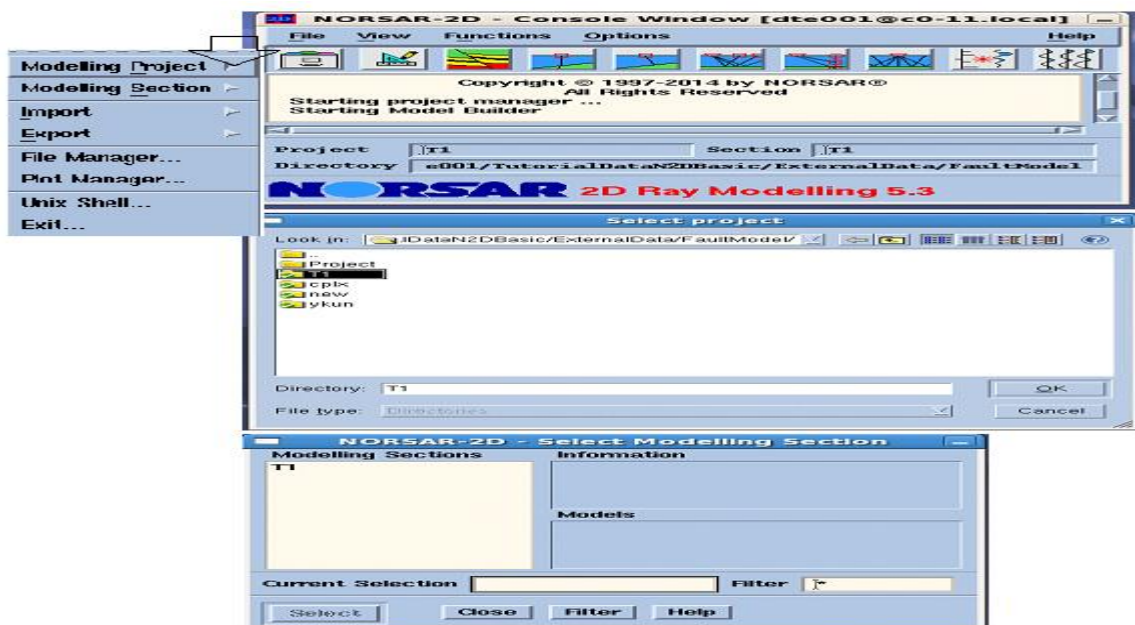 NORSAR-2D - Console Window [dte001@c0-11.local]
File View Functions Options Help
Modelling Project
Modelling Section
Import
Export
File Manager...
Plot Manager...
Unix Shell...
Exit...
Copyright © 1997-2014 by NORSAR®
All Rights Reserved
Starting project manager ...
Starting Model Builder
Project T1 Section T1
Directory e001/TutorialDataN2DBasic/ExternalData/FaultModel
NORSAR 2D Ray Modelling 5.3
Select project
Look in: lDataN2DBasic/ExternalData/FaultModel/
..
Project
T1
cplx
new
ykun
Directory: T1 OK
File type: Directories Cancel
NORSAR-2D - Select Modelling Section
Modelling Sections Information
T1
Models
Current Selection Filter *
Select Close Filter Help